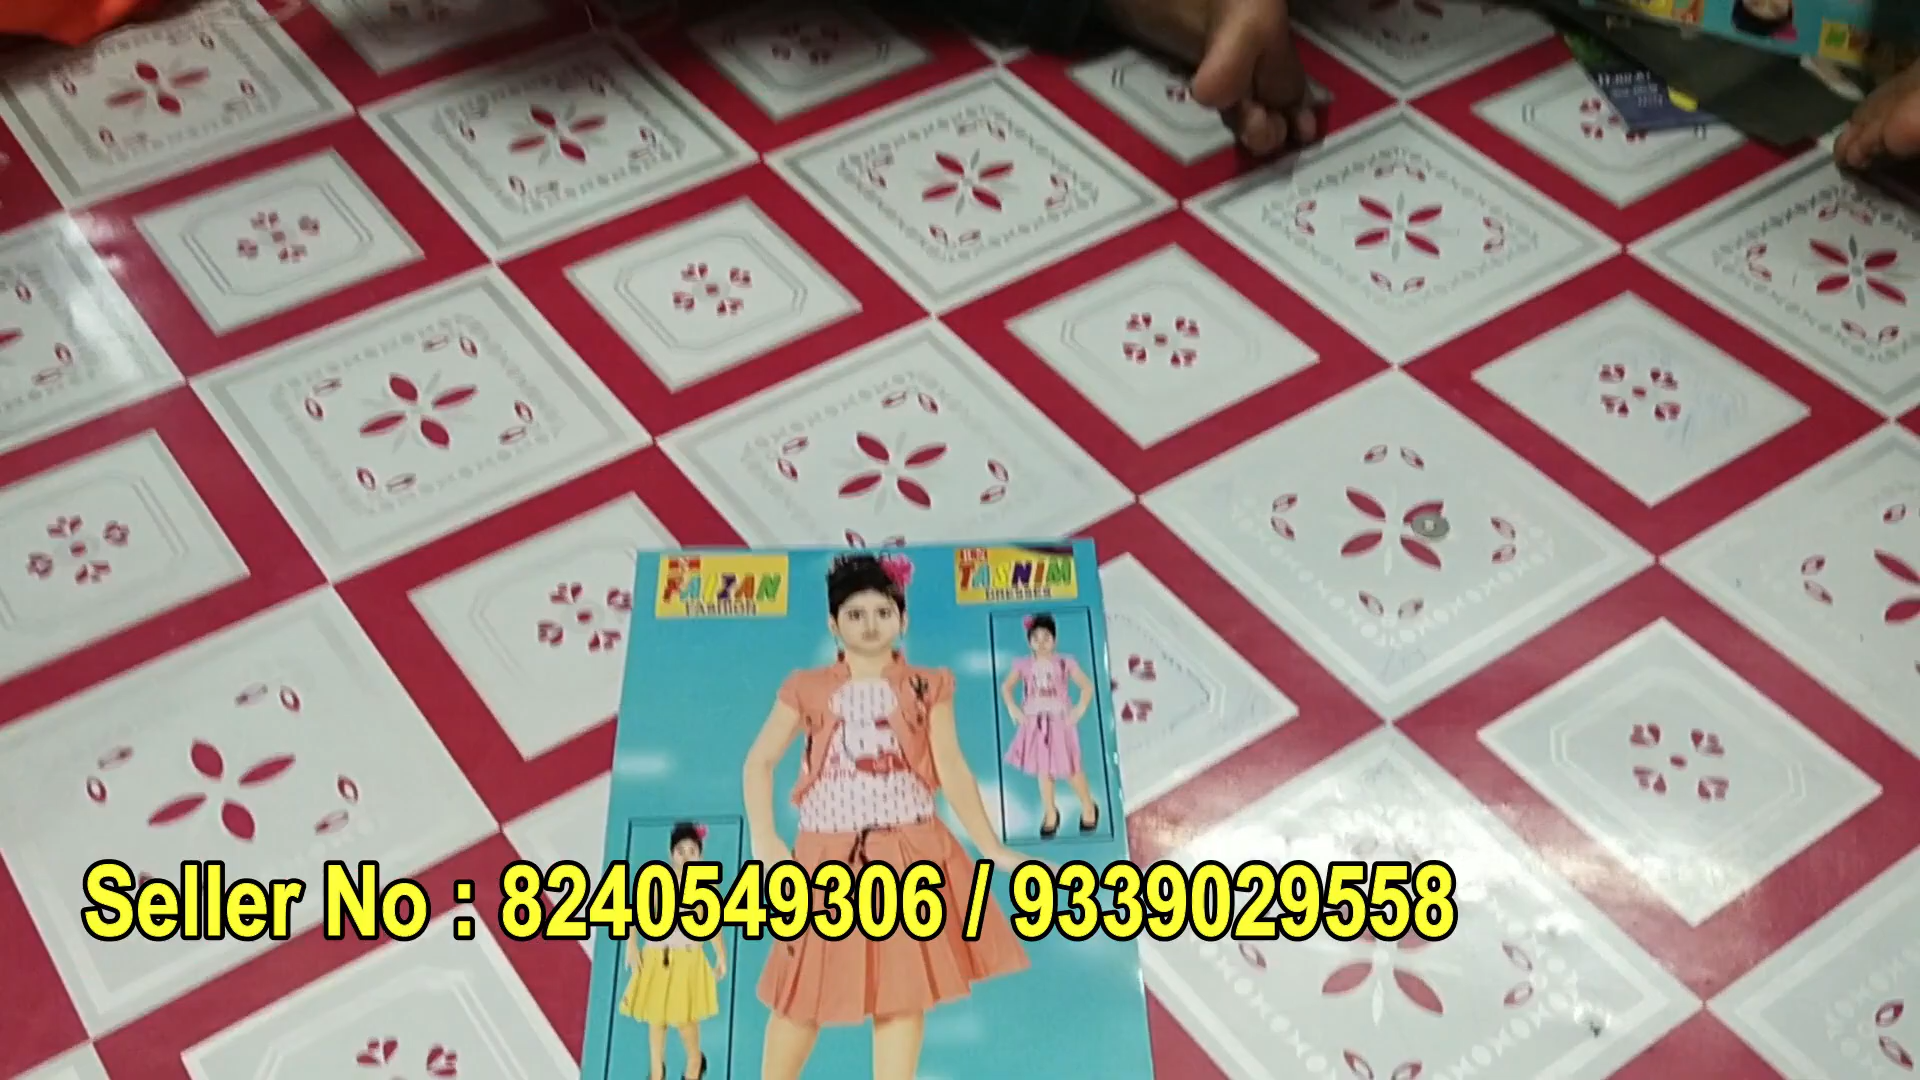 FAIZAN
FASHION
TASNIM
DRESSES
Seller No : 8240549306 / 9339029558